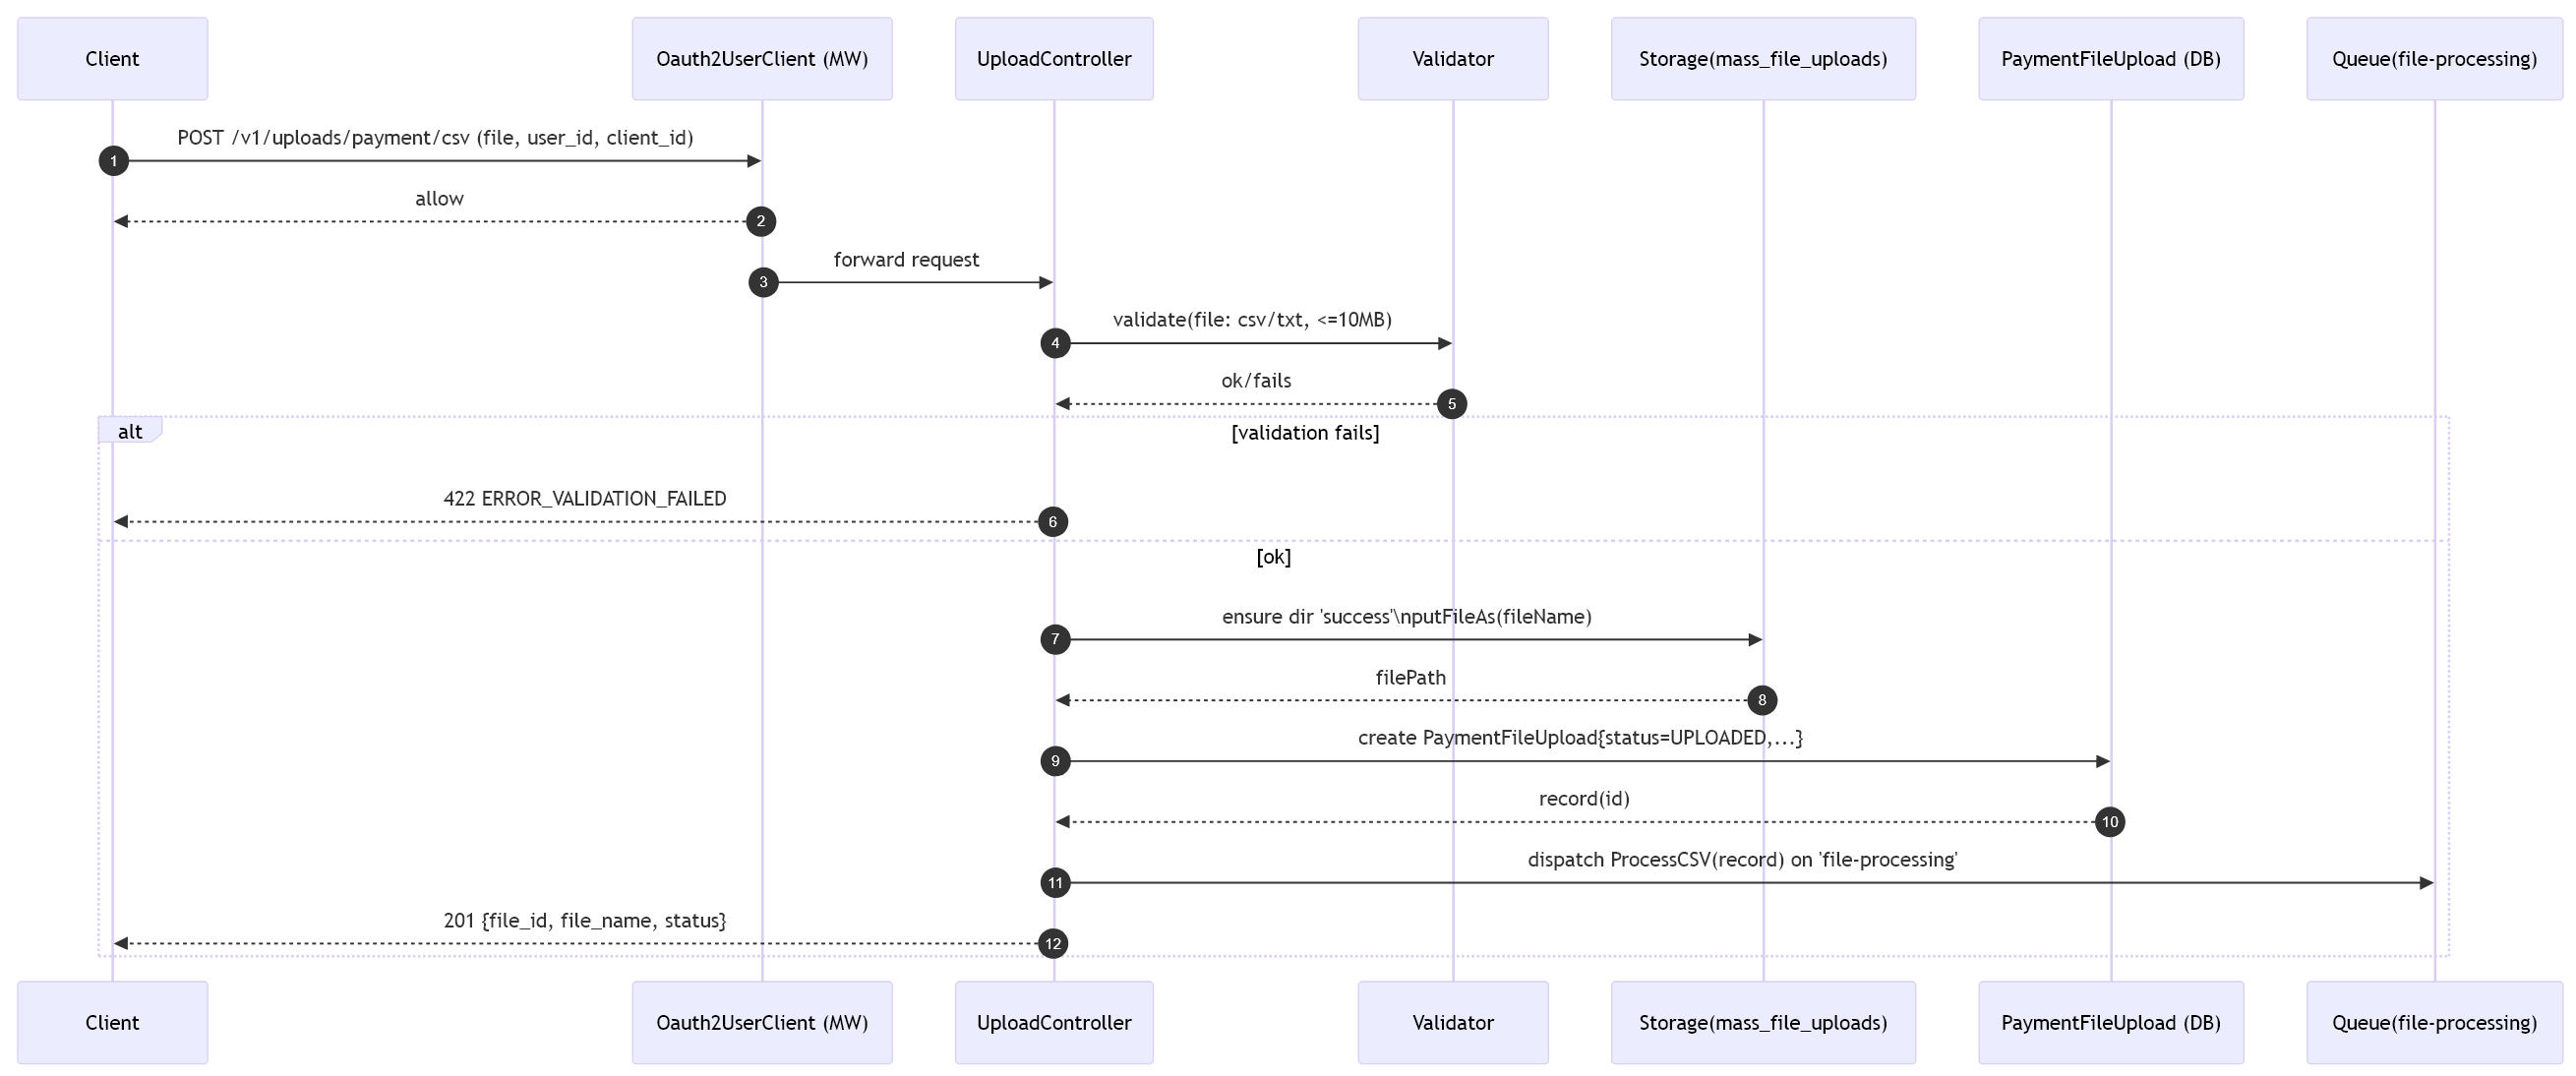 Client
Oauth2UserClient (MW)
UploadController
Validator
Storage(mass_file_uploads)
PaymentFileUpload (DB)
Queue(file-processing)
POST /v1/uploads/payment/csv (file, user_id, client_id)
1
allow
2
forward request
3
validate(file: csv/txt, <=10MB)
4
ok/fails
5
alt
[validation fails]
422 ERROR_VALIDATION_FAILED
6
[ok]
ensure dir 'success'\nputFileAs(fileName)
7
filePath
8
create PaymentFileUpload{status=UPLOADED,...}
9
record(id)
10
dispatch ProcessCSV(record) on 'file-processing'
11
201 {file_id, file_name, status}
12
Client
Oauth2UserClient (MW)
UploadController
Validator
Storage(mass_file_uploads)
PaymentFileUpload (DB)
Queue(file-processing)